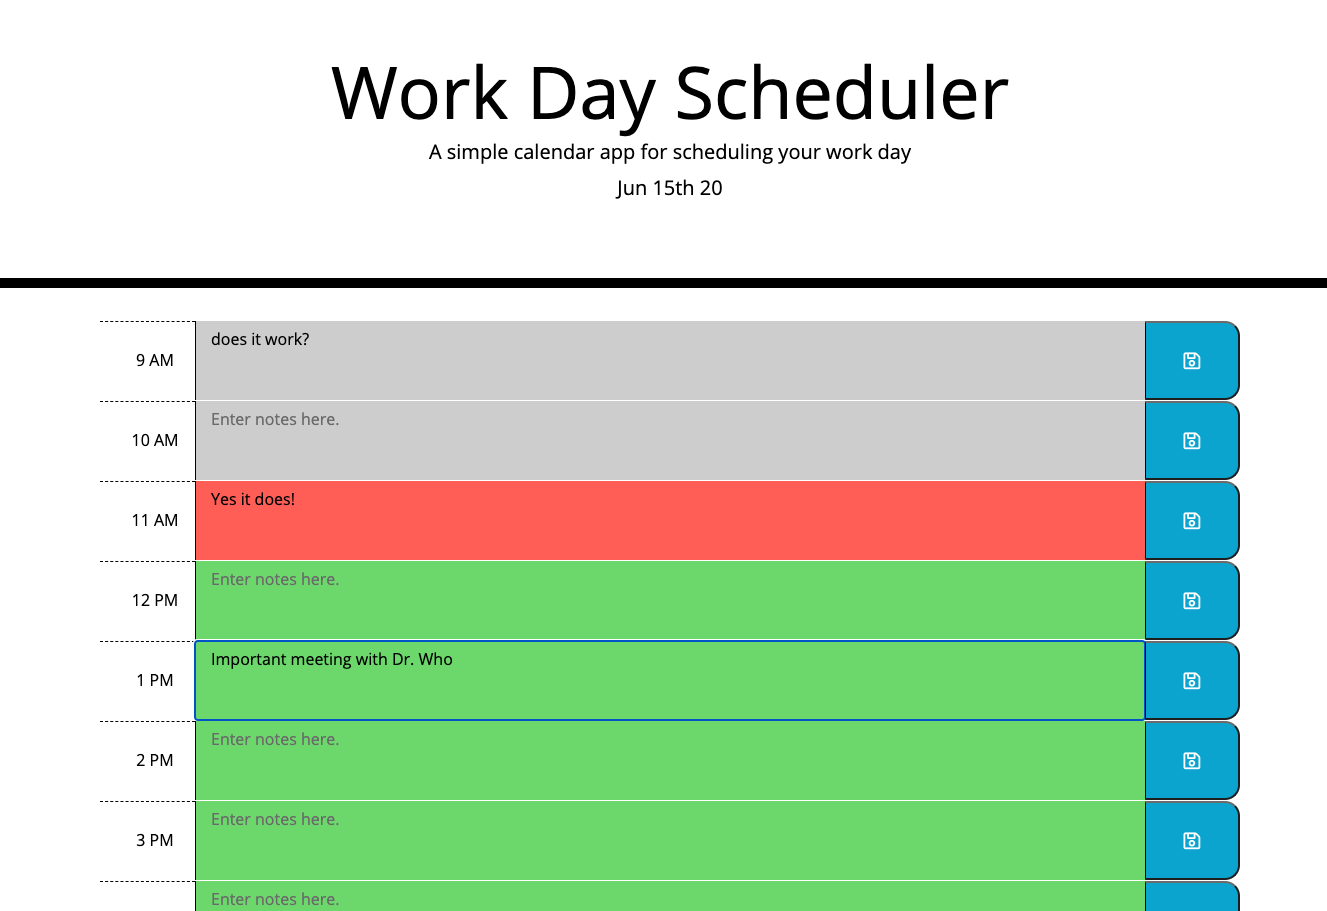 Work Day Scheduler
A simple calendar app for scheduling your work day
Jun 15th 20
9 AM
does it work?
10 AM
Enter notes here.
11 AM
Yes it does!
12 PM
Enter notes here.
1 PM
Important meeting with Dr. Who
2 PM
Enter notes here.
3 PM
Enter notes here.
Enter notes here.